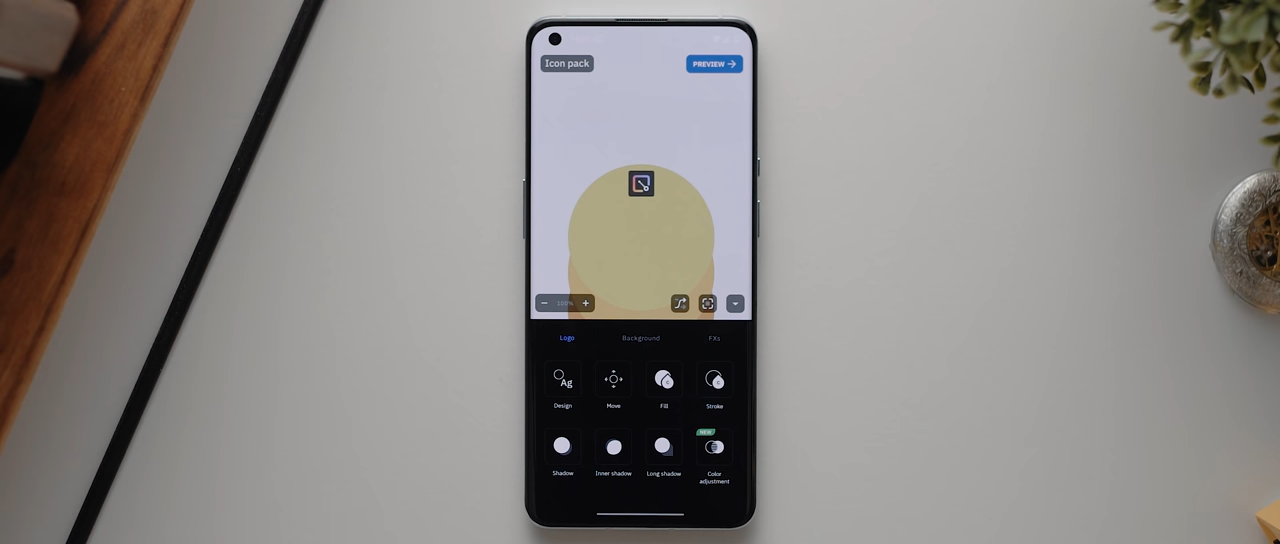 Icon pack
PREVIEW
100%
Logo
Background
FXs
Ag
Design
Move
C
Fill
C
Stroke
Shadow
Inner shadow
Long shadow
NEW
Color
adjustment